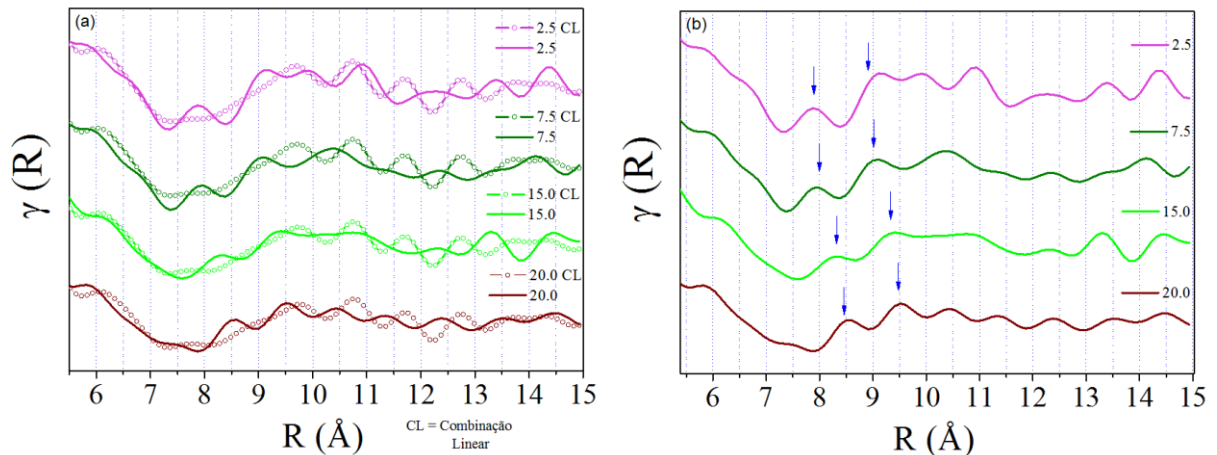 (a)
2.5 CL
2.5
7.5 CL
7.5
15.0 CL
15.0
20.0 CL
20.0
γ (R)
6 7 8 9 10 11 12 13 14 15
R (Å)
CL = Combinação
Linear
(b)
2.5
7.5
15.0
20.0
γ (R)
6 7 8 9 10 11 12 13 14 15
R (Å)